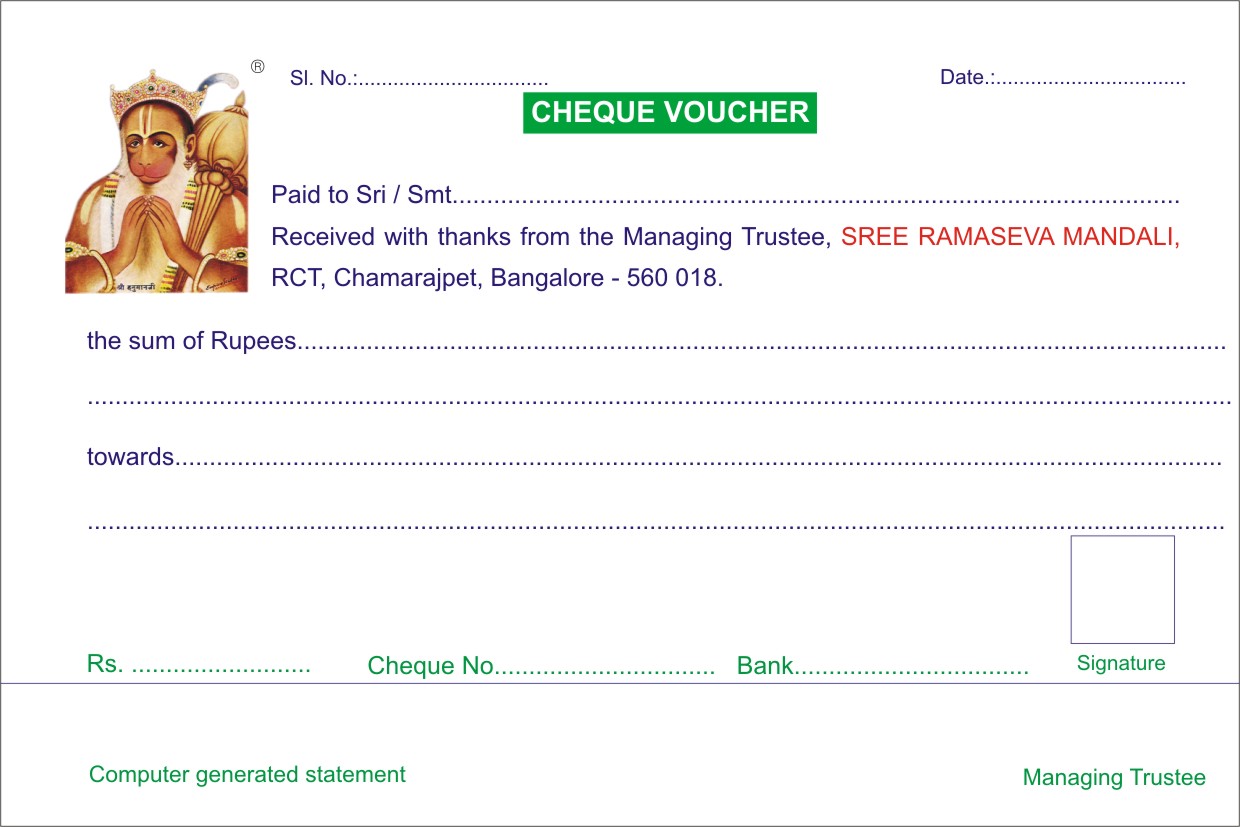 ®
Sl. No.:................................. Date.:.................................
CHEQUE VOUCHER
Paid to Sri / Smt.........................................................................................................
Received with thanks from the Managing Trustee, SREE RAMASEVA MANDALI,
RCT, Chamarajpet, Bangalore - 560 018.
श्री हनुमानजी
the sum of Rupees......................................................................................................................................
.....................................................................................................................................................................
towards.......................................................................................................................................................
....................................................................................................................................................................
Rs. .......................... Cheque No................................ Bank..................................
Signature
Computer generated statement
Managing Trustee